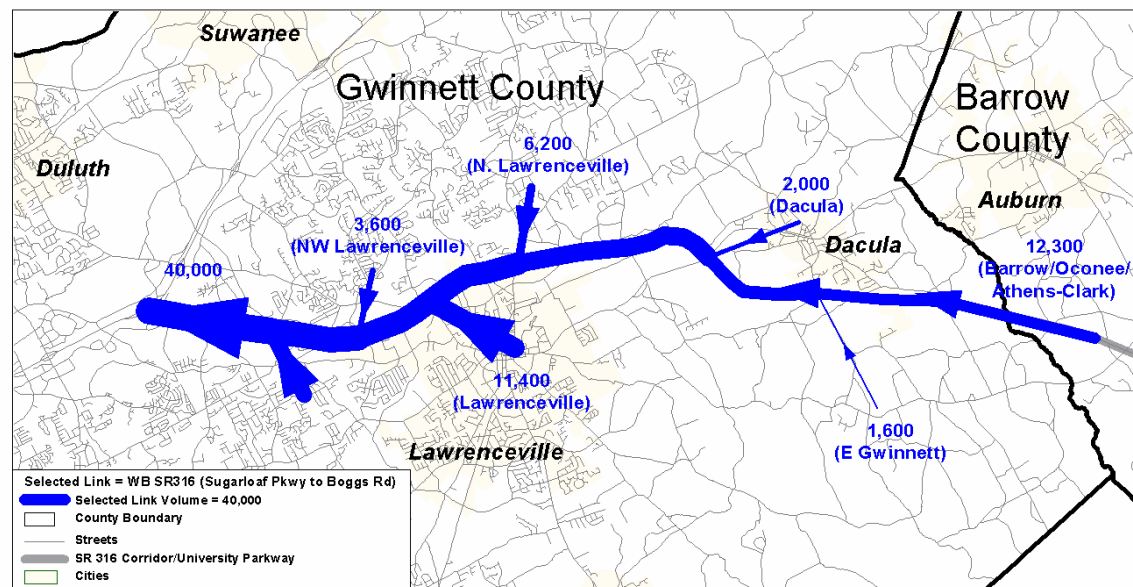 Suwanee
Gwinnett County
Barrow
County
6,200
(N. Lawrenceville)
Duluth
2,000
(Dacula)
Auburn
3,600
(NW Lawrenceville)
Dacula
12,300
(Barrow/Oconee/
Athens-Clark)
40,000
11,400
(Lawrenceville)
1,600
(E Gwinnett)
Lawrenceville
Selected Link = WB SR316 (Sugarloaf Pkwy to Boggs Rd)
Selected Link Volume = 40,000
County Boundary
Streets
SR 316 Corridor/University Parkway
Cities